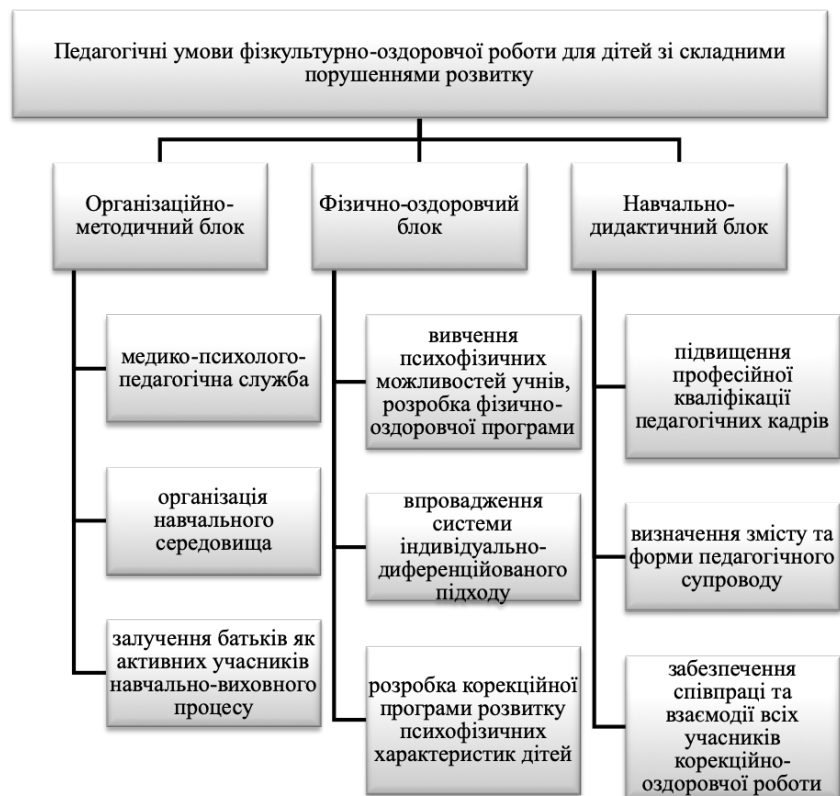 Педагогічні умови фізкультурно-оздоровчої роботи для дітей зі складними
порушеннями розвитку
Організаційно-
методичний блок
медико-психолого-
педагогічна служба
організація
навчального
середовища
залучення батьків як
активних учасників
навчально-виховного
процесу
Фізично-оздоровчий
блок
вивчення
психофізичних
можливостей учнів,
розробка фізично-
оздоровчої програми
впровадження
системи
індивідуально-
диференційованого
підходу
розробка корекційної
програми розвитку
психофізичних
характеристик дітей
Навчально-
дидактичний блок
підвищення
професійної
кваліфікації
педагогічних кадрів
визначення змісту та
форми педагогічного
супроводу
забезпечення
співпраці та
взаємодії всіх
учасників
корекційно-
оздоровчої роботи